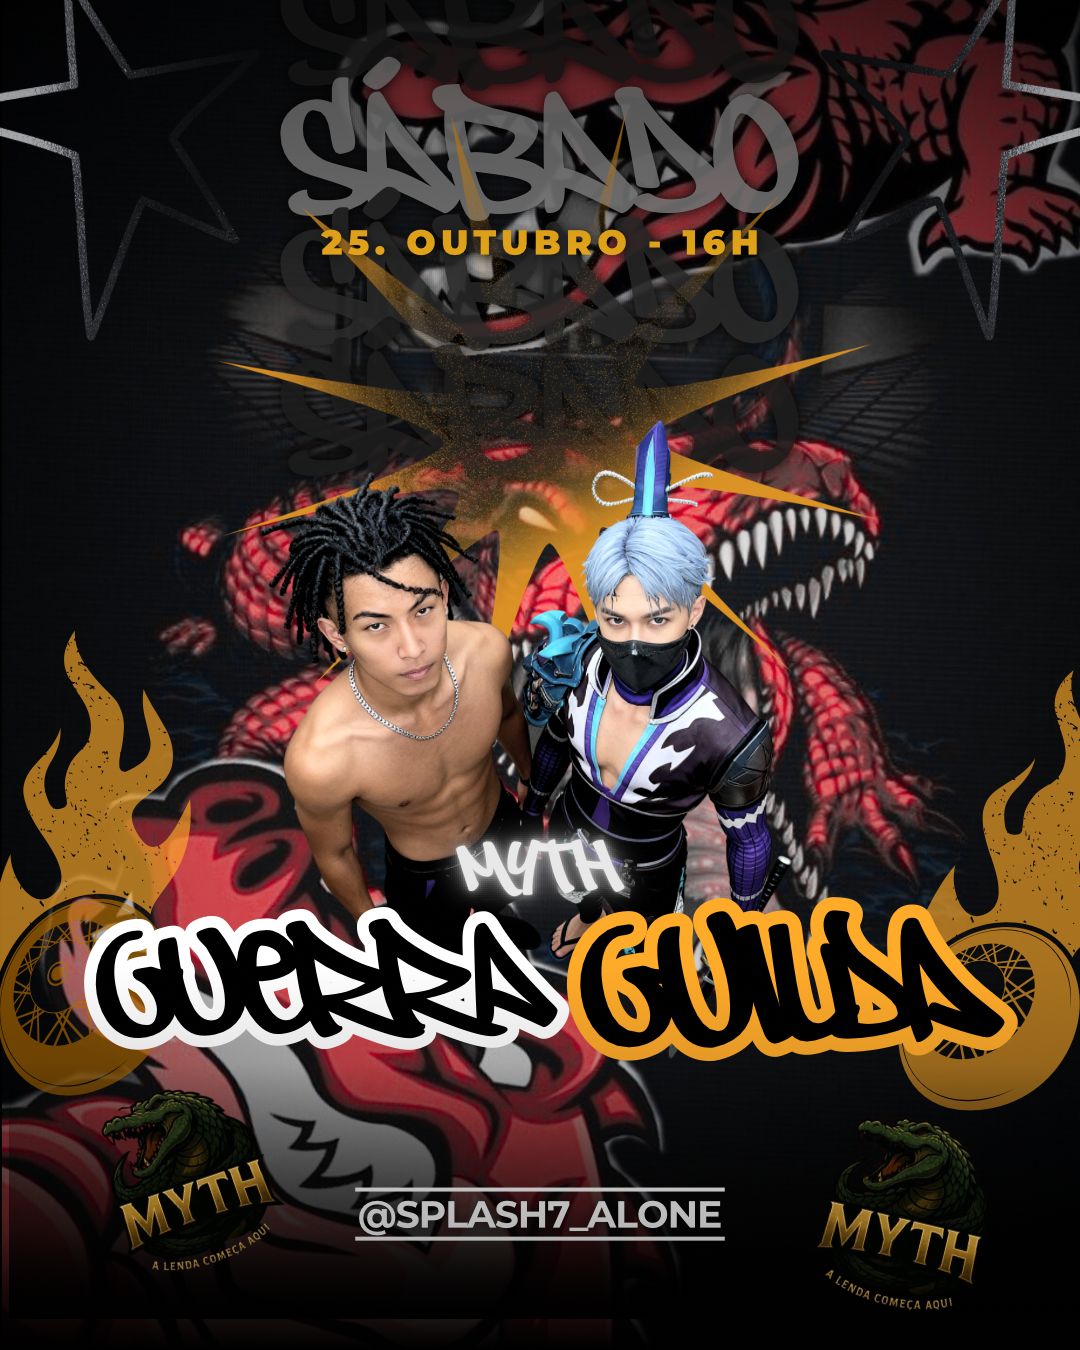 SÁBADO
25. OUTUBRO - 16H
MYTH
GUERRA GUILDA
MYTH
A LENDA COMEÇA AQUI
@SPLASH7_ALONE
MYTH
A LENDA COMEÇA AQUI